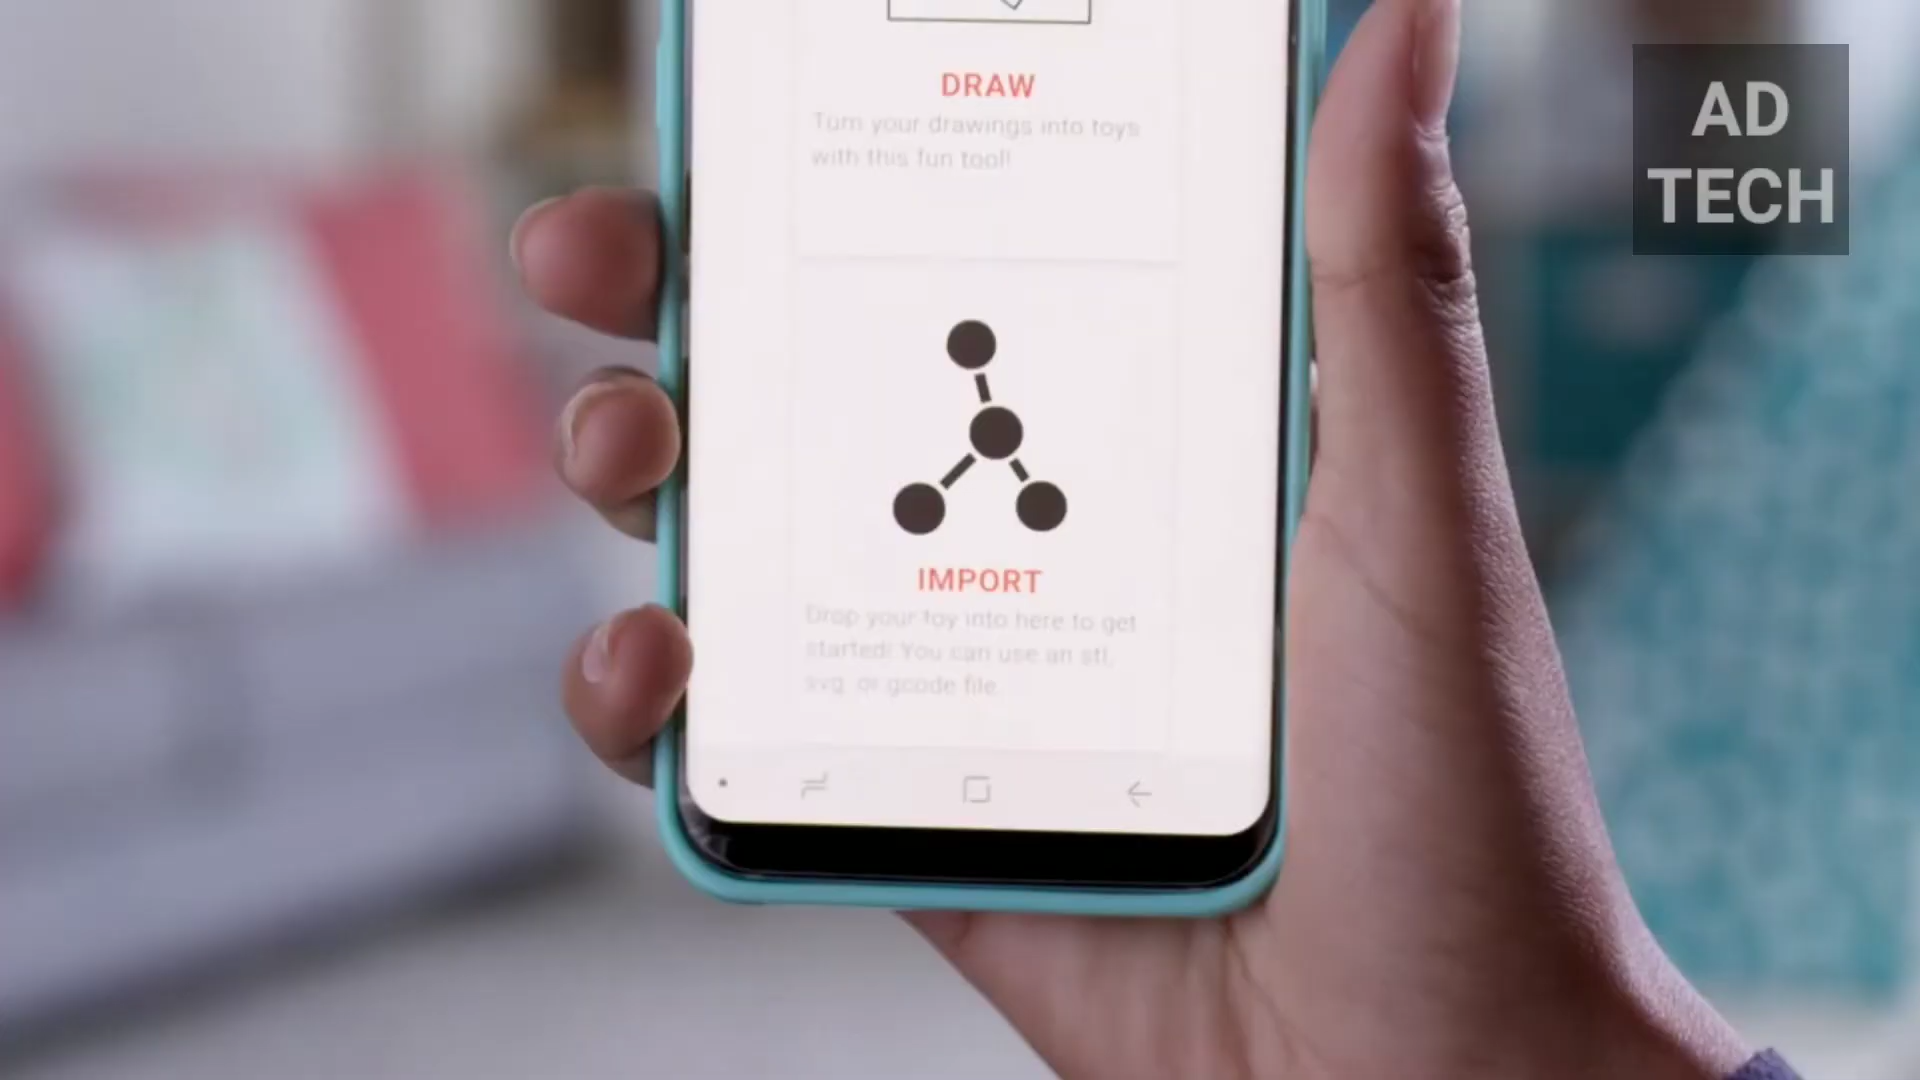 DRAW
Turn your drawings into toys
with this fun tool!
IMPORT
Drop your toy into here to get
started! You can use an stl,
svg, or gcode file.
AD
TECH